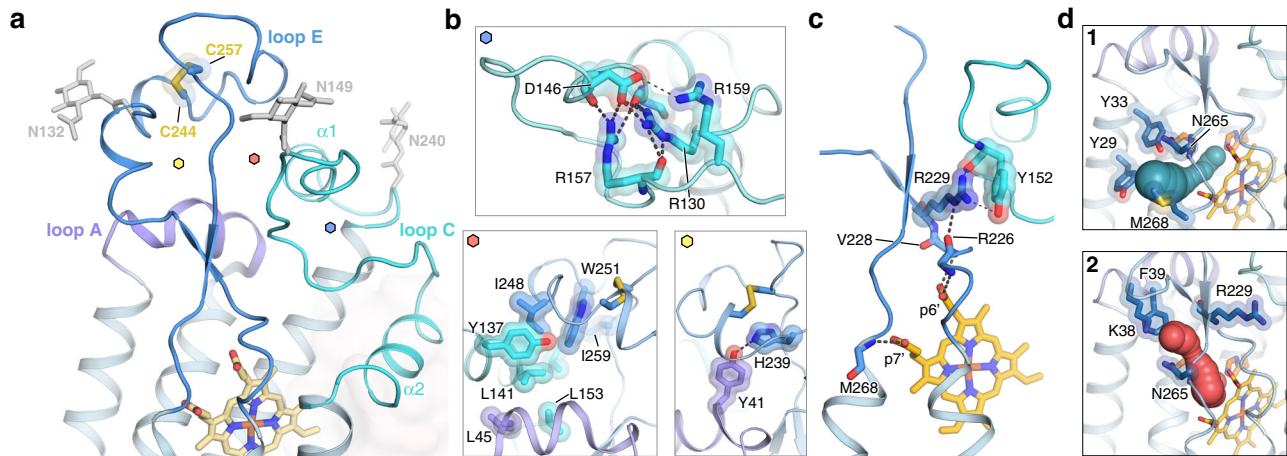 a
loop E
C257
C244
N132
N149
N240
α1
loop A
loop C
α2
b
D146
R159
R157
R130
I248
W251
Y137
I259
L141
L153
L45
H239
Y41
c
R229
Y152
V228
R226
p6'
p7'
M268
d
1
Y33
N265
Y29
M268
2
F39
R229
K38
N265